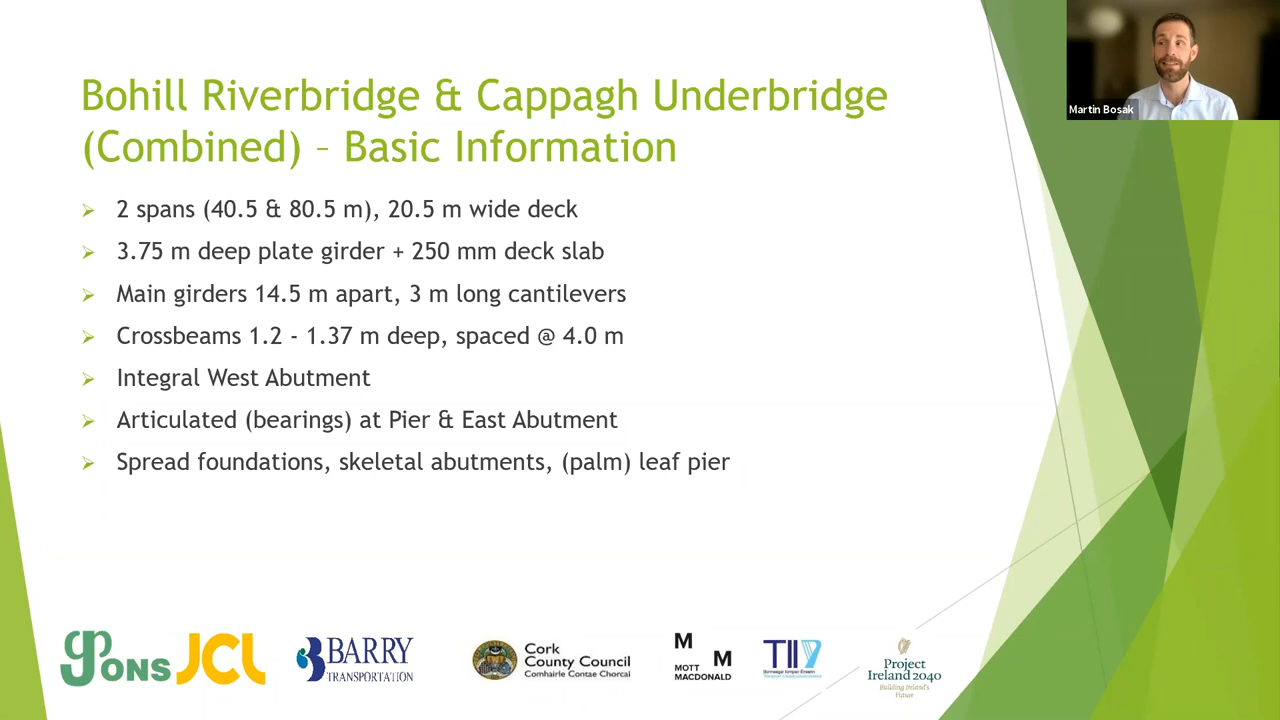 Bohill Riverbridge & Cappagh Underbridge
(Combined) – Basic Information
Martin Bosak
2 spans (40.5 & 80.5 m), 20.5 m wide deck
3.75 m deep plate girder + 250 mm deck slab
Main girders 14.5 m apart, 3 m long cantilevers
Crossbeams 1.2 - 1.37 m deep, spaced @ 4.0 m
Integral West Abutment
Articulated (bearings) at Pier & East Abutment
Spread foundations, skeletal abutments, (palm) leaf pier
JONS
JCL
BARRY
TRANSPORTATION
Cork
County Council
Comhairle Contae Chorcaí
M
M
MOTT
MACDONALD
TII
Project
Ireland 2040
Building Ireland's
Future